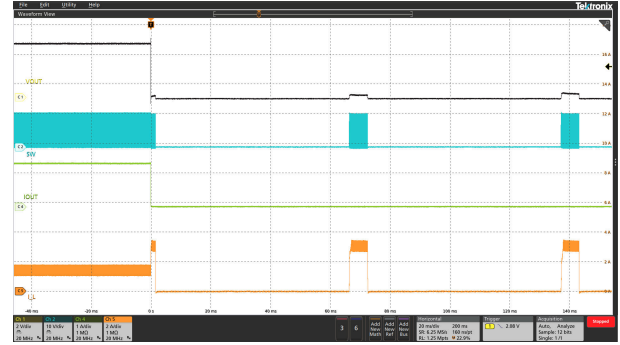 File Edit Utility Help Tektronix
Waveform View
T
16 A
VOUT
14 A
C1
12 A
C2
10 A
SW
8 A
IOUT
C4
6 A
4 A
2 A
C3
0 A
I_L
-40 ms -20 ms 0 s 20 ms 40 ms 60 ms 80 ms 100 ms 120 ms 140 ms
Ch 1 Ch 2 Ch 4 Ch 3 Horizontal Trigger Acquisition Stopped
2 V/div 10 V/div 1 A/div 2 A/div 3 6 Add New Math Add New Ref Add New Bus 20 ms/div 200 ms 2.00 V Auto, Analyze
1 MΩ 1 MΩ SR: 6.25 MS/s 160 ns/pt Sample: 12 bits
20 MHz 20 MHz 20 MHz 20 MHz RL: 1.25 Mpts 22.9% Single: 1/1